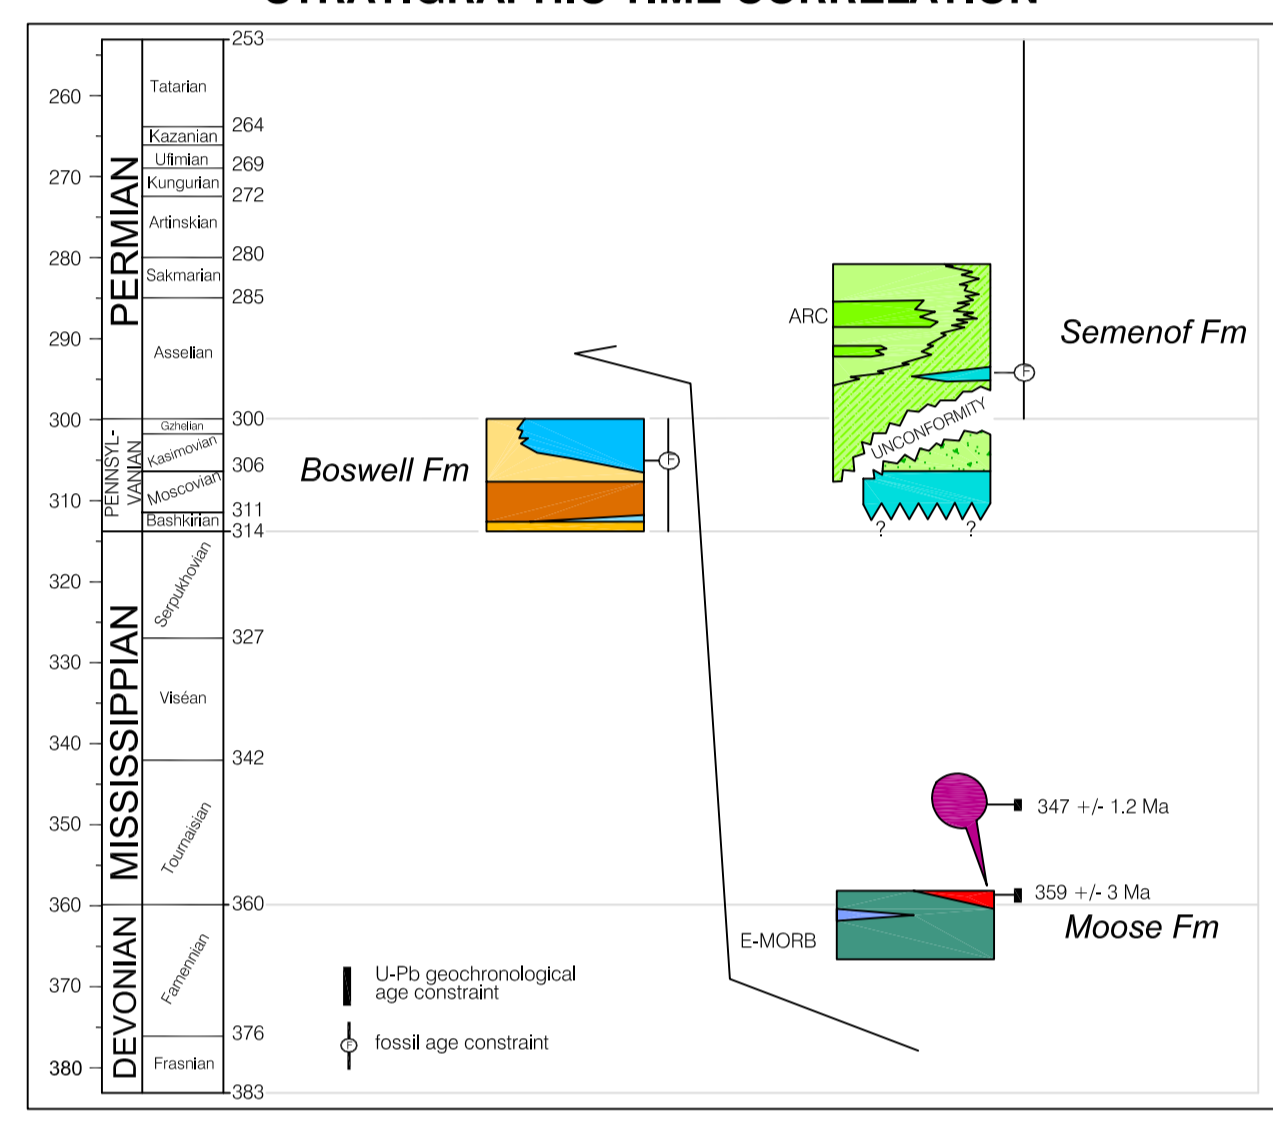 STRATIGRAPHIC TIME CORRELATION
253
260
Tatarian
264
Kazanian
Ufimian
269
270
Kungurian
272
Artinskian
PERMIAN
280
280
Sakmarian
285
ARC
290
Asselian
Semenof Fm
F
300
300
Gzhelian
UNCONFORMITY
Kasimovian
PENNSYL-
VANIAN
306
Boswell Fm
F
Moscovian
310
311
Bashkirian
314
? ?
320
Serpukhovian
327
330
MISSISSIPPIAN
Viséan
340
342
350
Tournaisian
347 +/- 1.2 Ma
359 +/- 3 Ma
360
360
Moose Fm
E-MORB
DEVONIAN
Famennian
370
U-Pb geochronological
age constraint
376
F
fossil age constraint
380
Frasnian
383